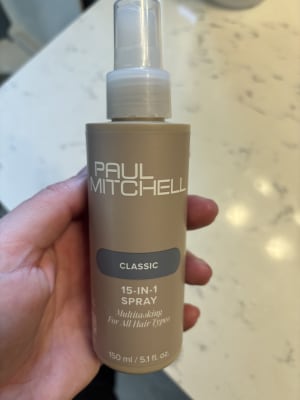 PAUL
MITCHELL
CLASSIC
15-IN-1
SPRAY
Multitasking
For All Hair Types
150 ml / 5.1 fl. oz.